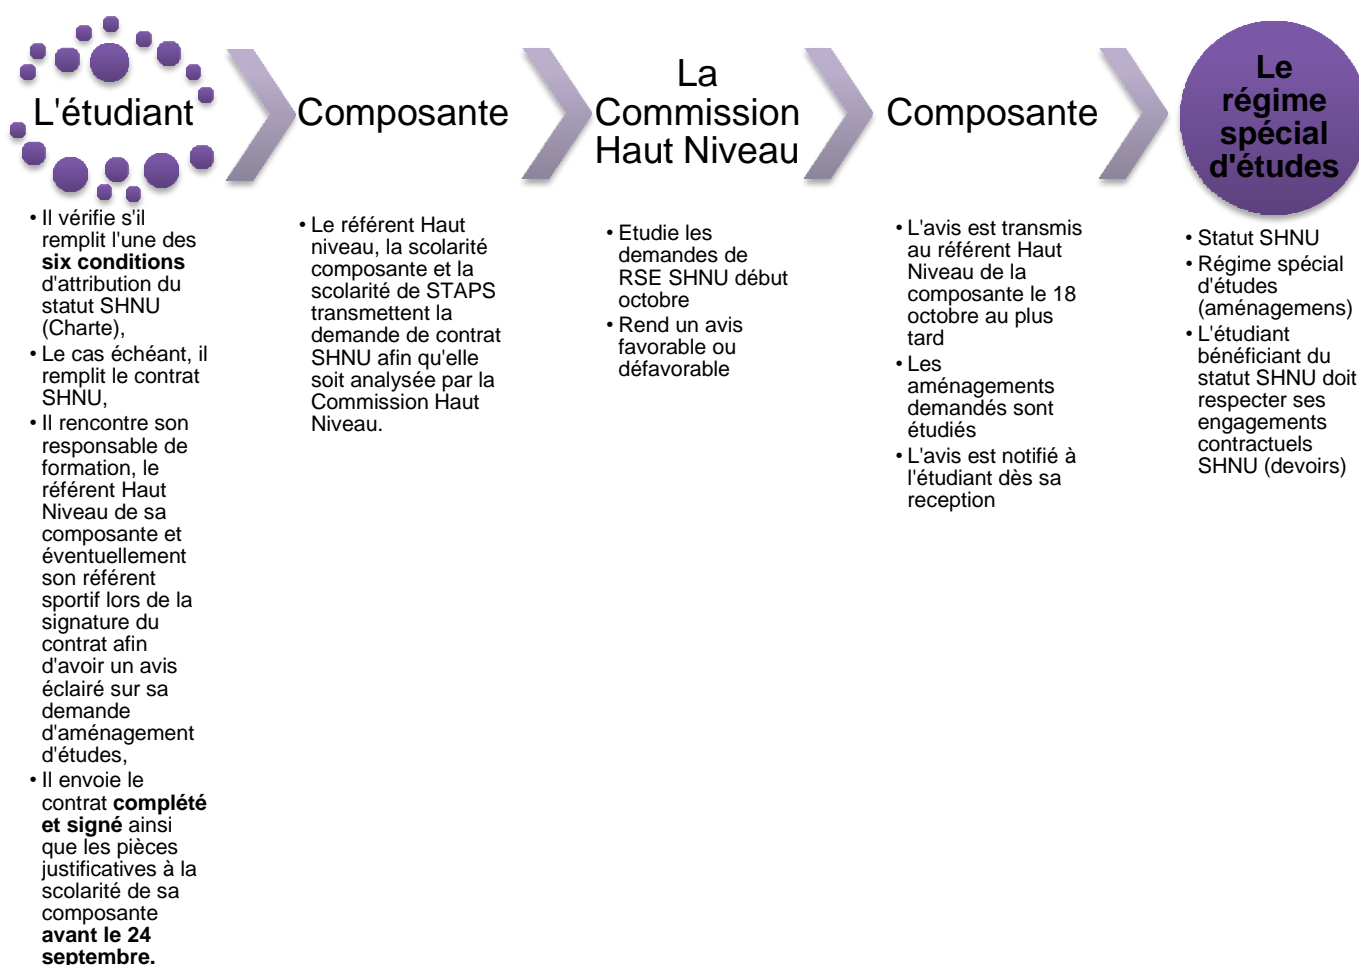 L'étudiant
• Il vérifie s'il
remplit l'une des
six conditions
d'attribution du
statut SHNU
(Charte),
• Le cas échéant, il
remplit le contrat
SHNU,
• Il rencontre son
responsable de
formation, le
référent Haut
Niveau de sa
composante et
éventuellement
son référent
sportif lors de la
signature du
contrat afin
d'avoir un avis
éclairé sur sa
demande
d'aménagement
d'études,
• Il envoie le
contrat complété
et signé ainsi
que les pièces
justificatives à la
scolarité de sa
composante
avant le 24
septembre.
Composante
• Le référent Haut
niveau, la scolarité
composante et la
scolarité de STAPS
transmettent la
demande de contrat
SHNU afin qu'elle
soit analysée par la
Commission Haut
Niveau.
La
Commission
Haut Niveau
• Etudie les
demandes de
RSE SHNU début
octobre
• Rend un avis
favorable ou
défavorable
Composante
• L'avis est transmis
au référent Haut
Niveau de la
composante le 18
octobre au plus
tard
• Les
aménagements
demandés sont
étudiés
• L'avis est notifié à
l'étudiant dès sa
reception
Le
régime
spécial
d'études
• Statut SHNU
• Régime spécial
d'études
(aménagemens)
• L'étudiant
bénéficiant du
statut SHNU doit
respecter ses
engagements
contractuels
SHNU (devoirs)